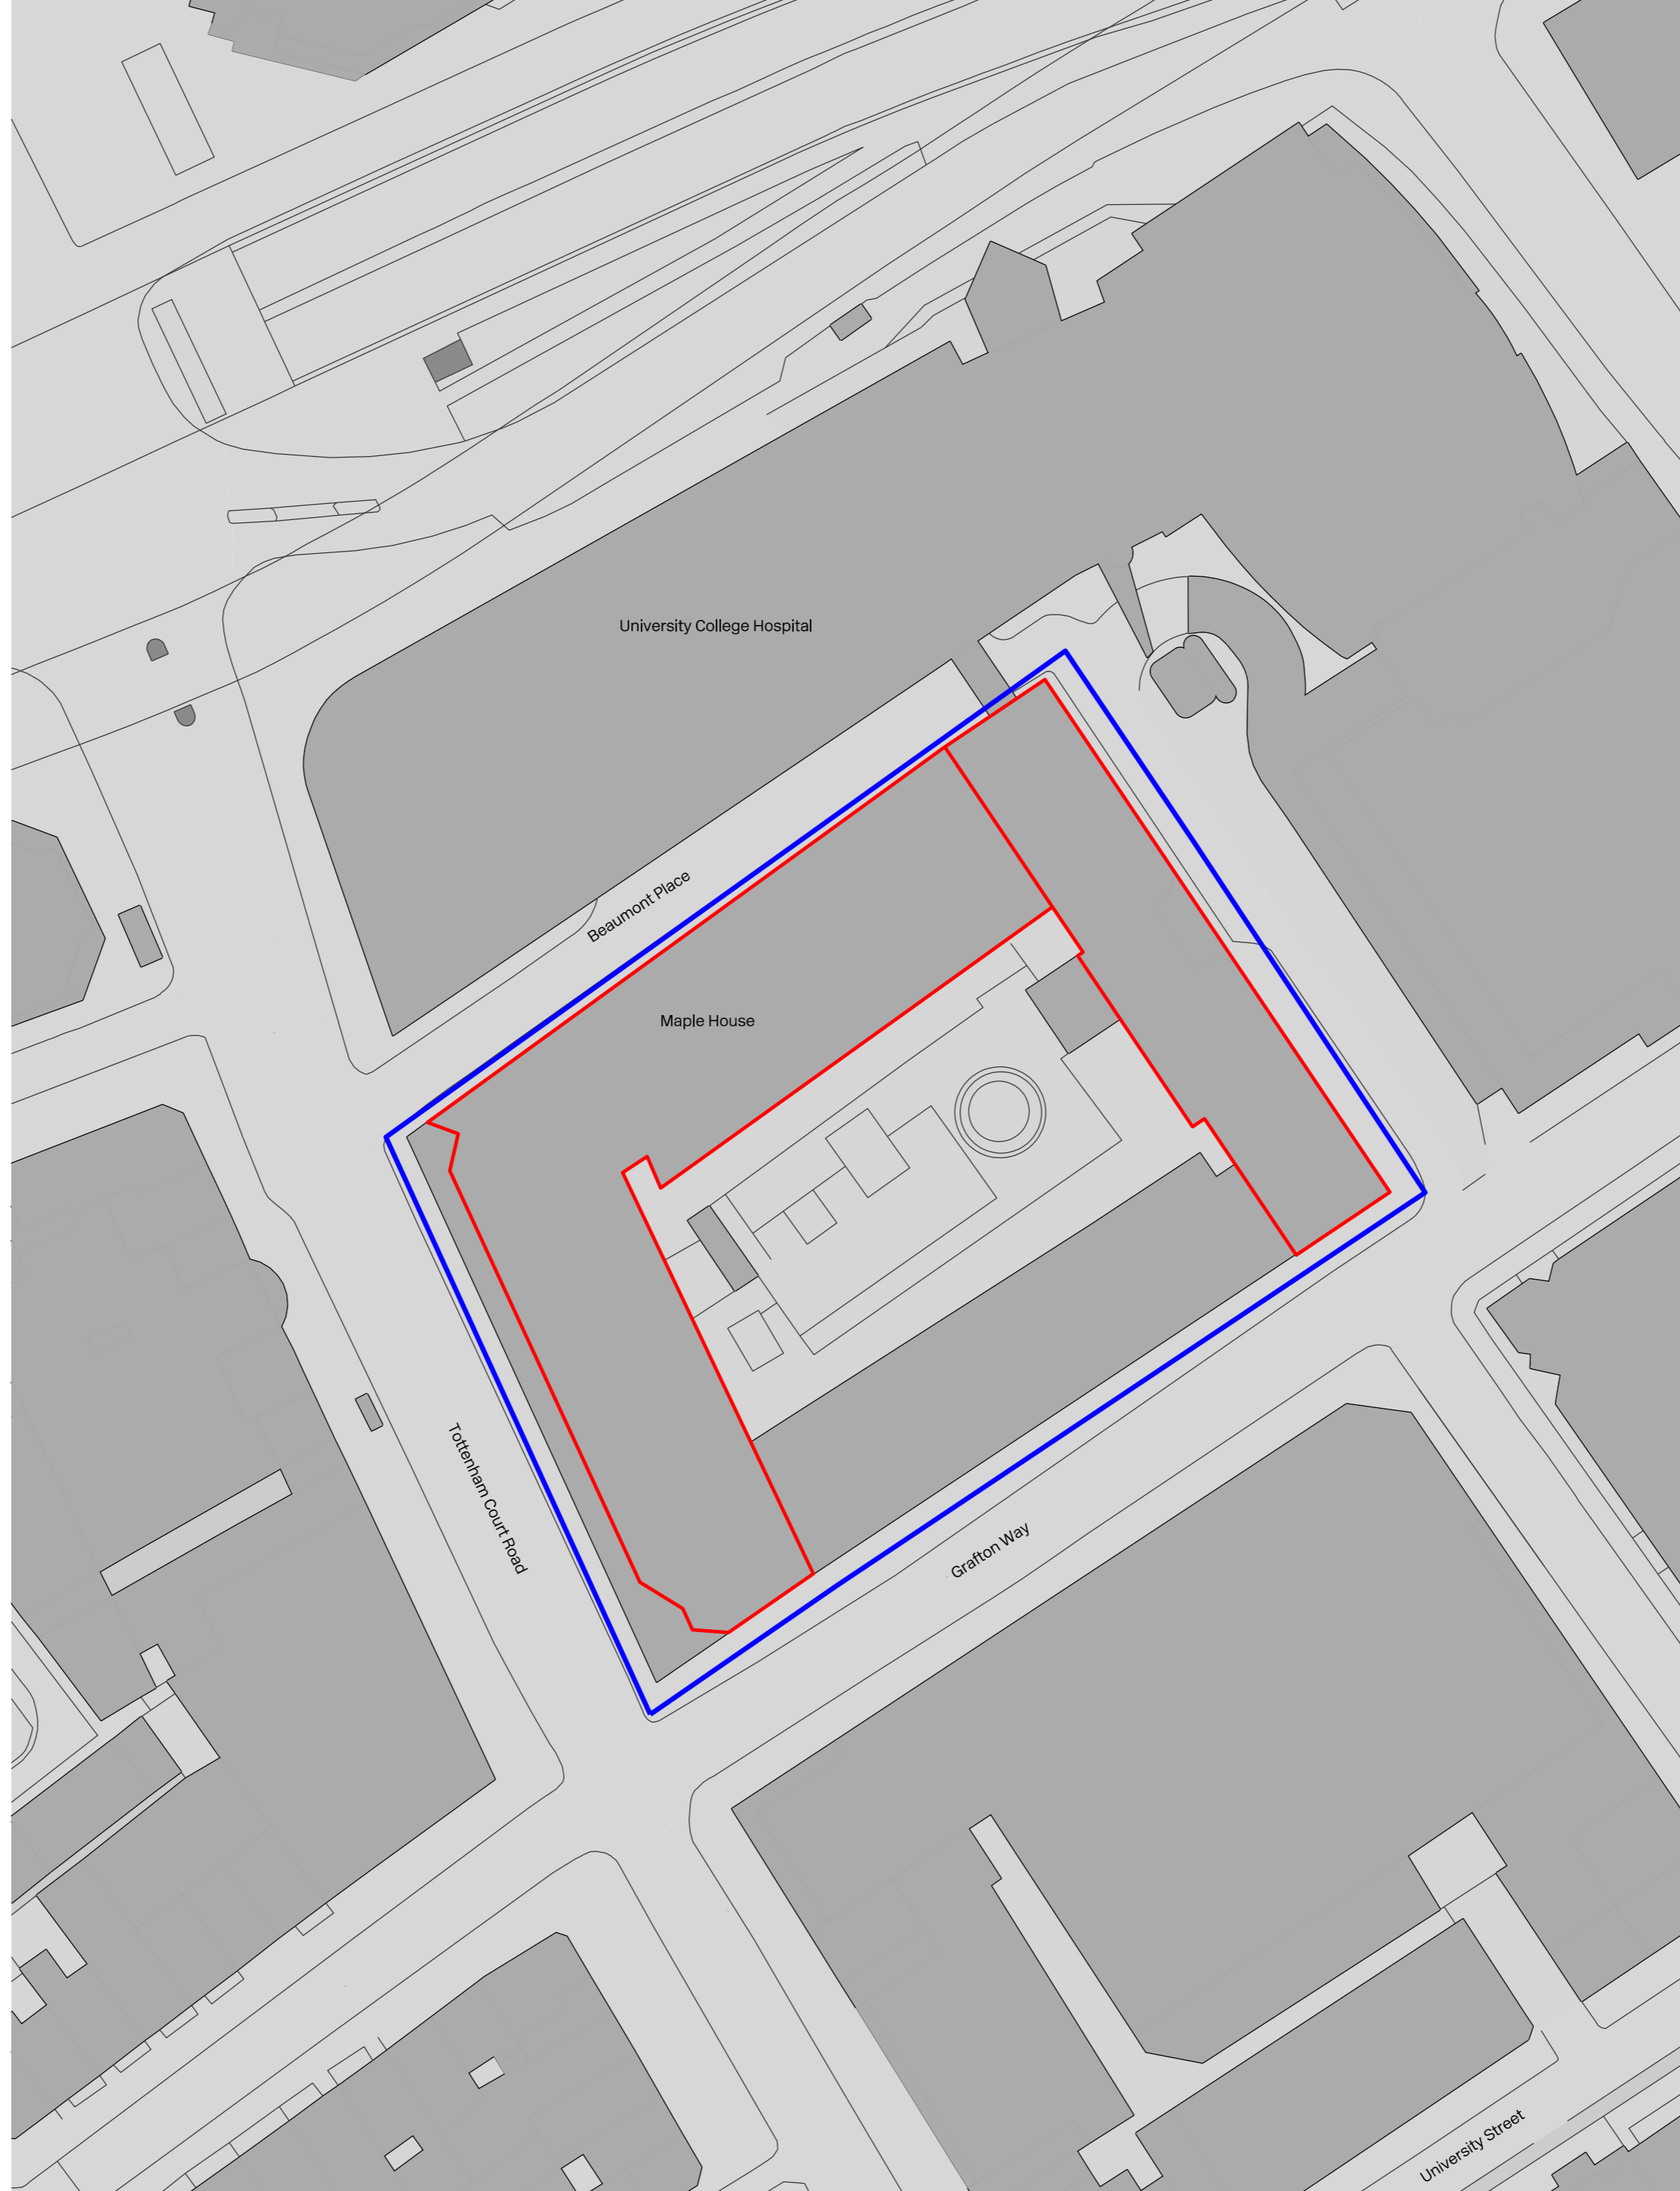 University College Hospital
Beaumont Place
Maple House
Tottenham Court Road
Grafton Way
University Street